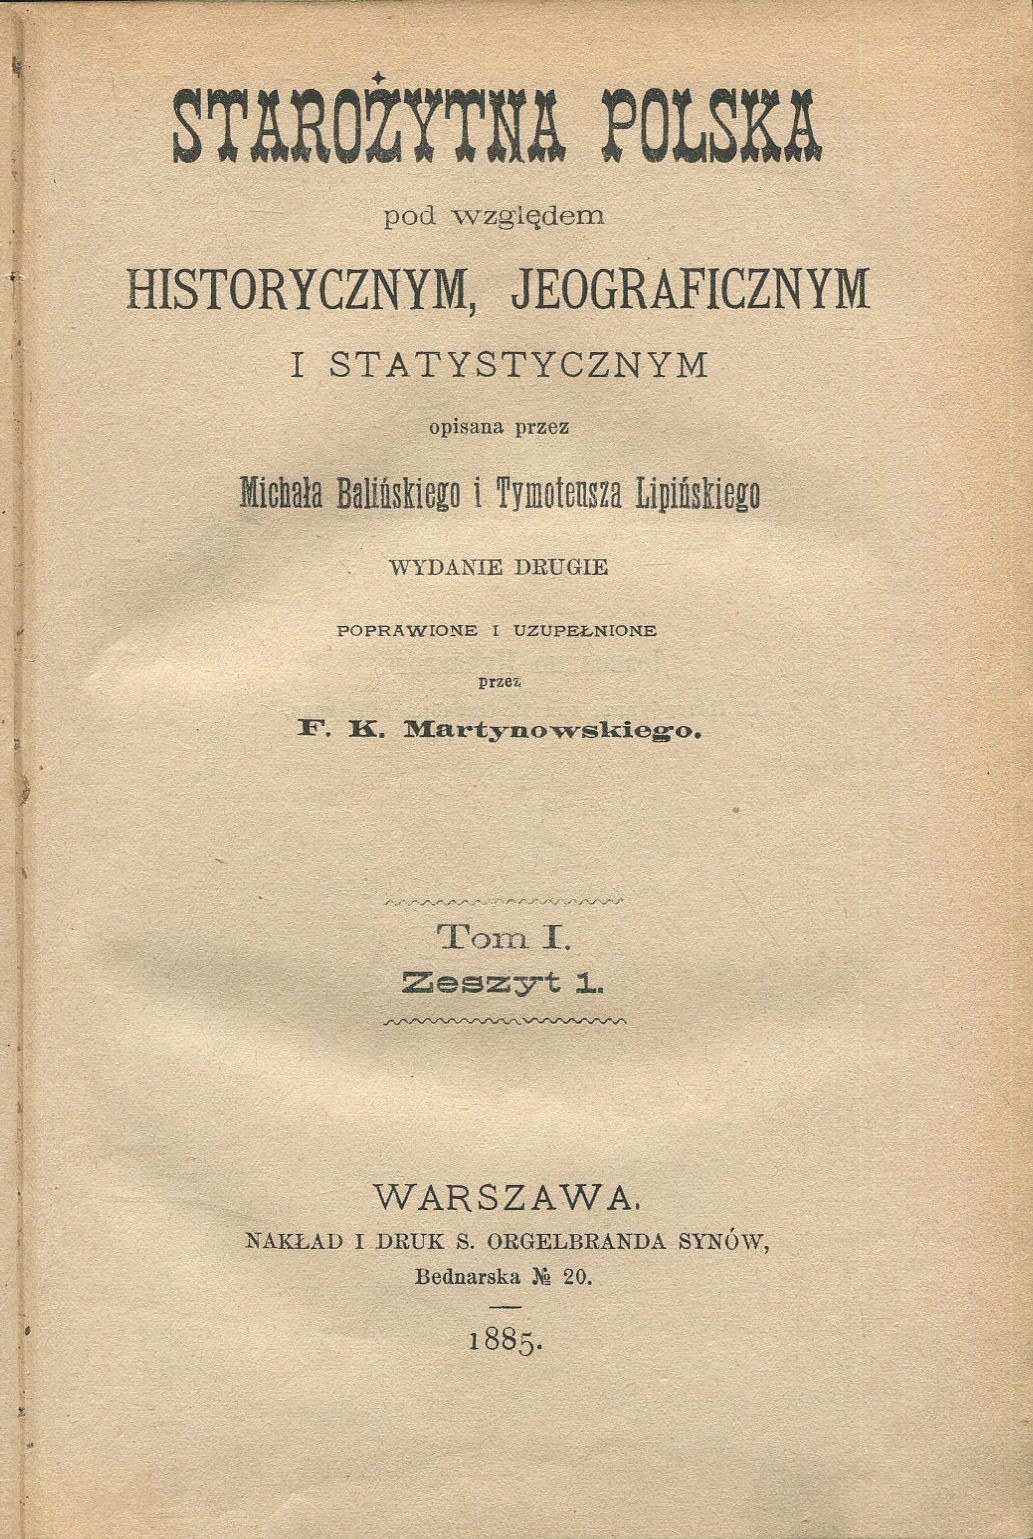 STAROŻYTNA POLSKA
pod względem
HISTORYCZNYM, JEOGRAFICZNYM
I STATYSTYCZNYM
opisana przez
Michała Balińskiego i Tymoteusza Lipińskiego
WYDANIE DRUGIE
POPRAWIONE I UZUPEŁNIONE
przez
F. K. Martynowskiego.
Tom I.
Zeszyt 1.
WARSZAWA.
NAKŁAD I DRUK S. ORGELBRANDA SYNÓW,
Bednarska № 20.
1885.